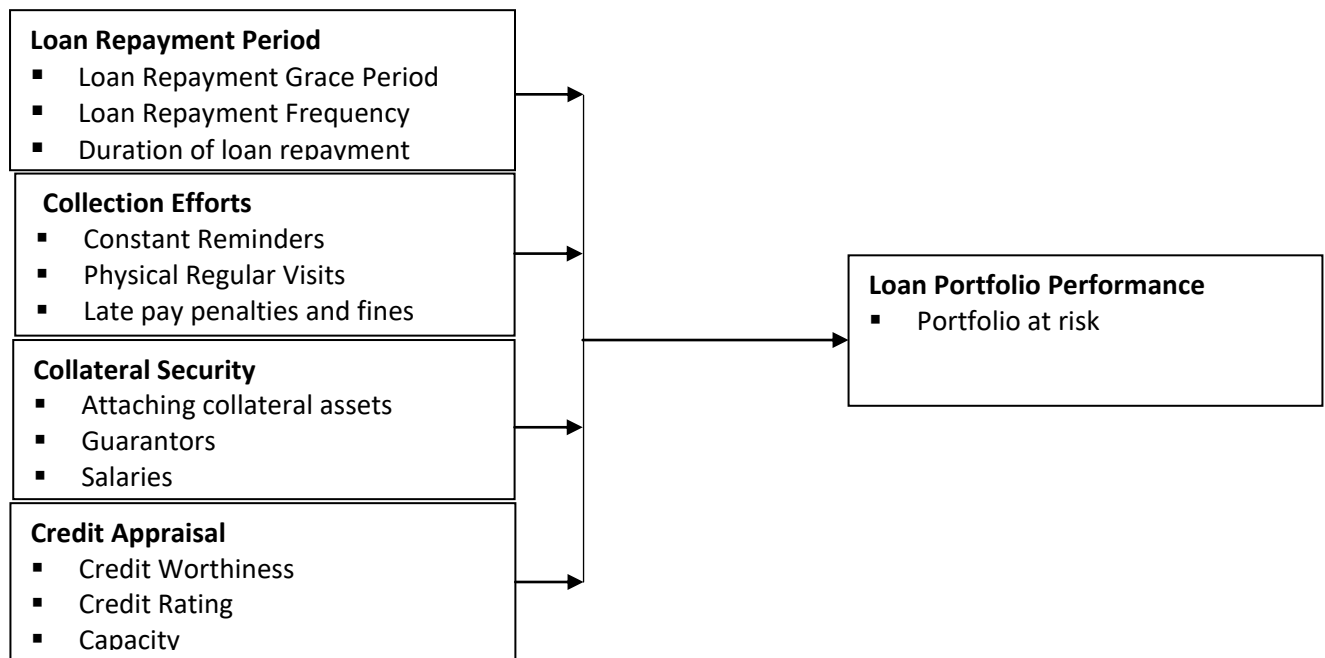 Loan Repayment Period
▪ Loan Repayment Grace Period
▪ Loan Repayment Frequency
▪ Duration of loan repayment
Collection Efforts
▪ Constant Reminders
▪ Physical Regular Visits
▪ Late pay penalties and fines
Collateral Security
▪ Attaching collateral assets
▪ Guarantors
▪ Salaries
Credit Appraisal
▪ Credit Worthiness
▪ Credit Rating
▪ Capacity
Loan Portfolio Performance
▪ Portfolio at risk